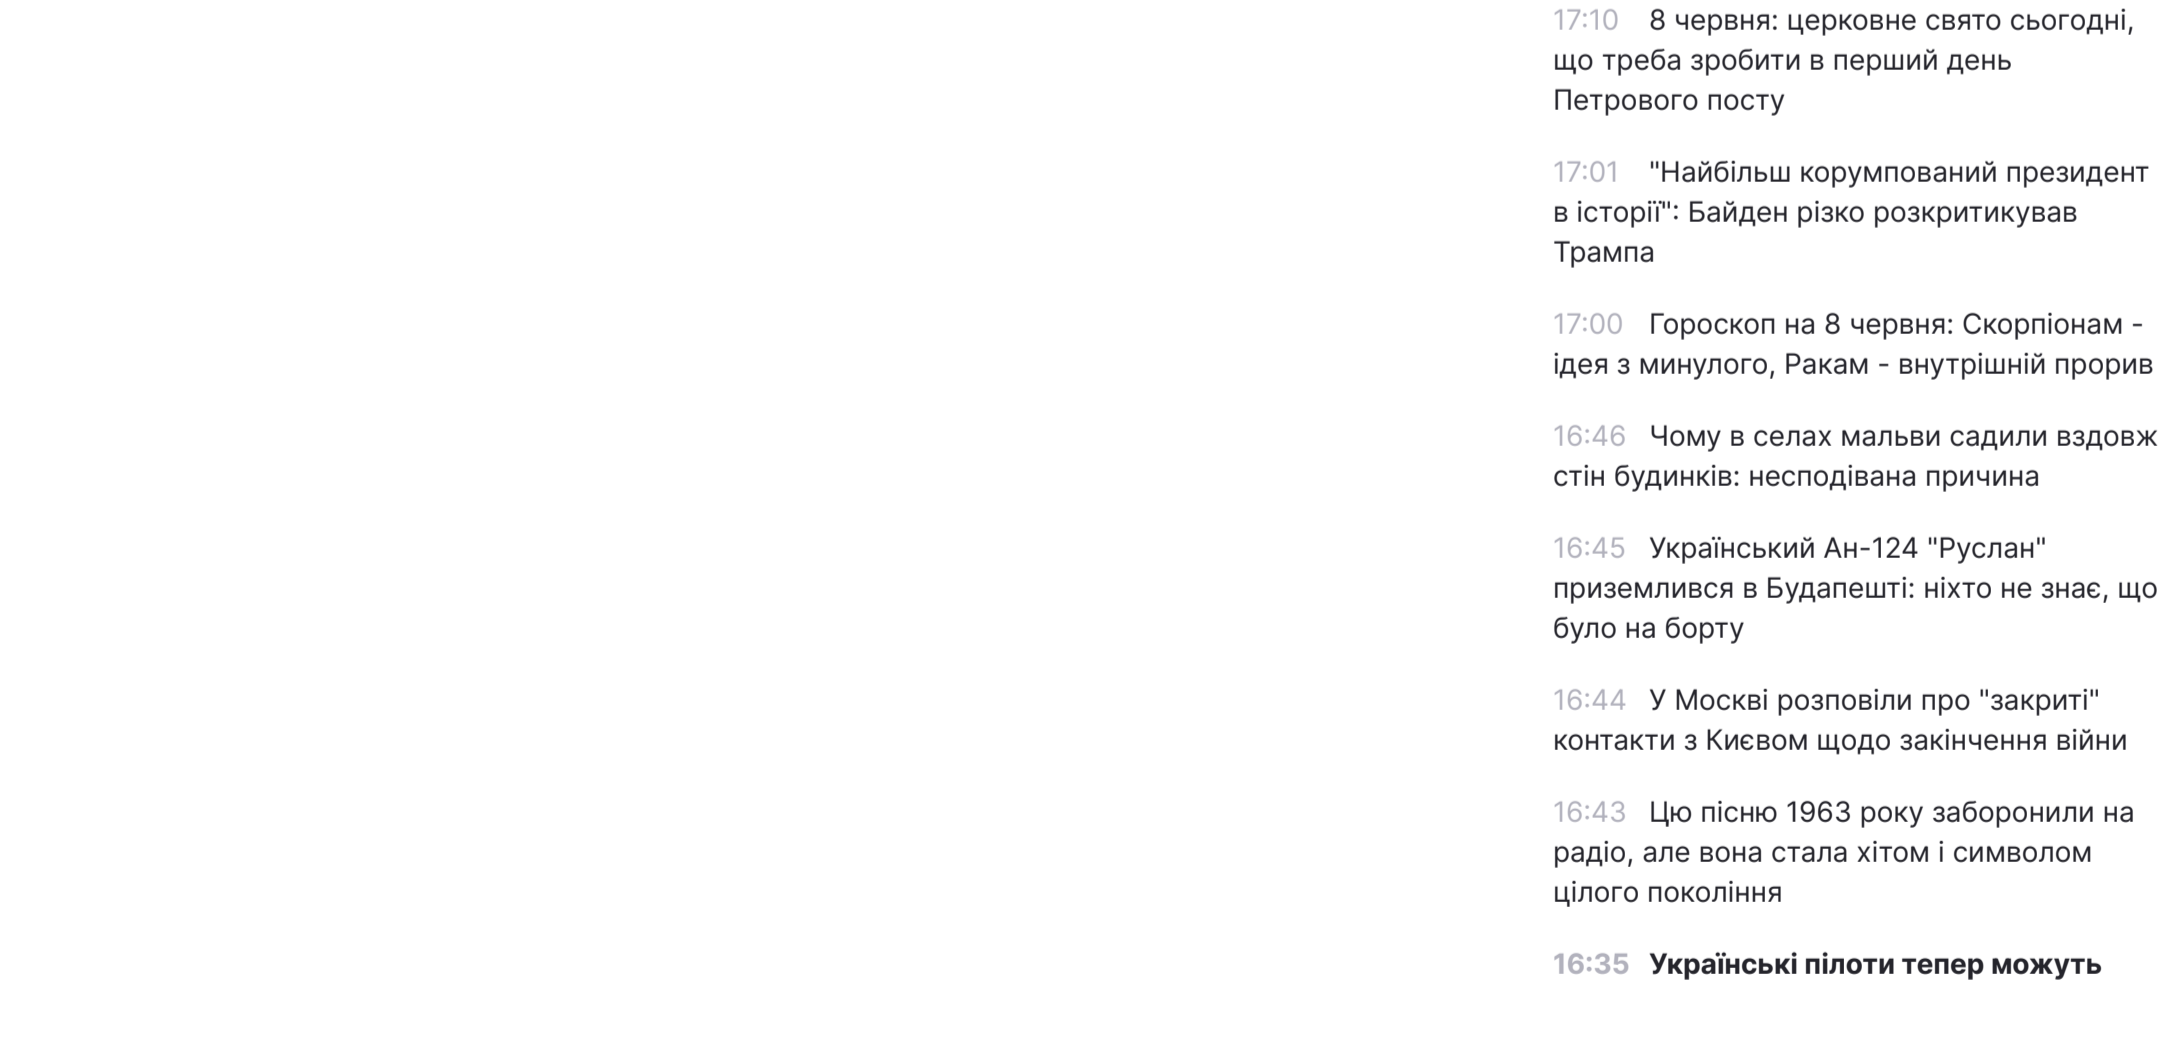 17:10 8 червня: церковне свято сьогодні,
що треба зробити в перший день
Петрового посту
17:01 "Найбільш корумпований президент
в історії": Байден різко розкритикував
Трампа
17:00 Гороскоп на 8 червня: Скорпіонам -
ідея з минулого, Ракам - внутрішній прорив
16:46 Чому в селах мальви садили вздовж
стін будинків: несподівана причина
16:45 Український Ан-124 "Руслан"
приземлився в Будапешті: ніхто не знає, що
було на борту
16:44 У Москві розповіли про "закриті"
контакти з Києвом щодо закінчення війни
16:43 Цю пісню 1963 року заборонили на
радіо, але вона стала хітом і символом
цілого покоління
16:35 Українські пілоти тепер можуть